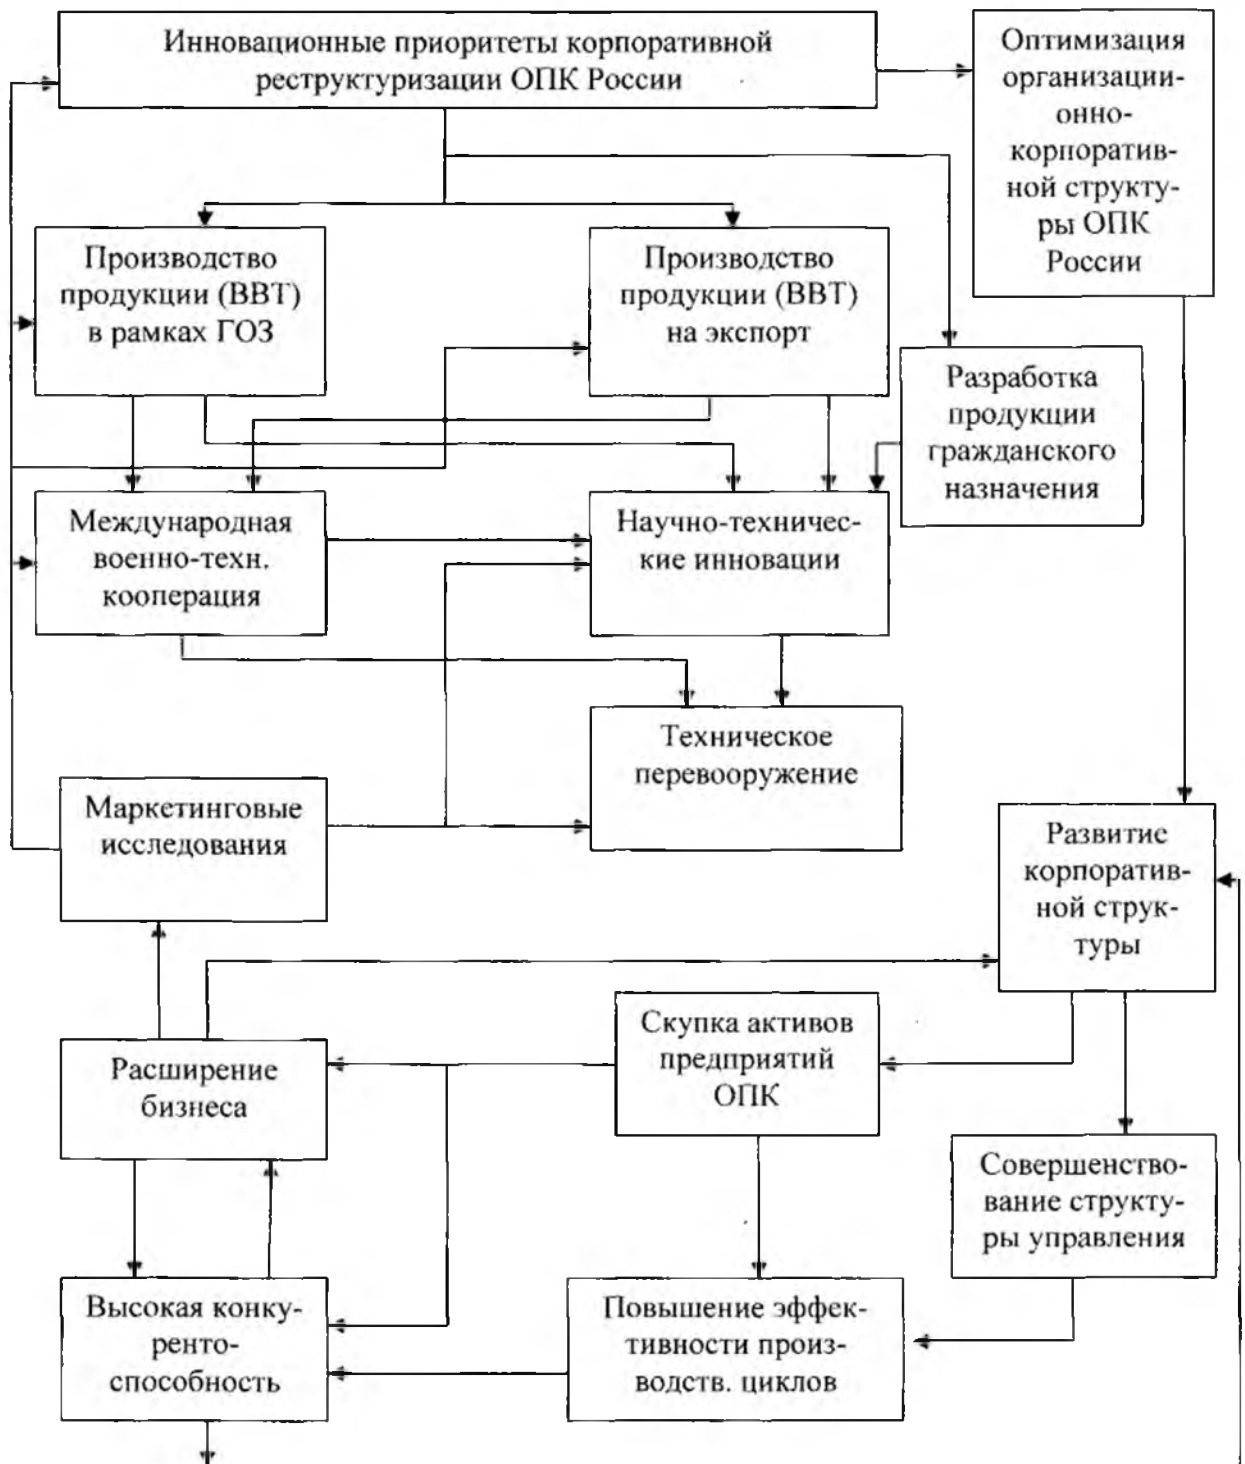 Инновационные приоритеты корпоративной
реструктуризации ОПК России
Оптимизация
организаци-
онно-
корпоратив-
ной структу-
ры ОПК
России
Производство
продукции (ВВТ)
в рамках ГОЗ
Производство
продукции (ВВТ)
на экспорт
Разработка
продукции
гражданского
назначения
Международная
военно-техн.
кооперация
Научно-техничес-
кие инновации
Техническое
перевооружение
Маркетинговые
исследования
Развитие
корпоратив-
ной струк-
туры
Скупка активов
предприятий
ОПК
Расширение
бизнеса
Совершенство-
вание структу-
ры управления
Высокая конку-
ренто-
способность
Повышение эффек-
тивности произ-
водств. циклов